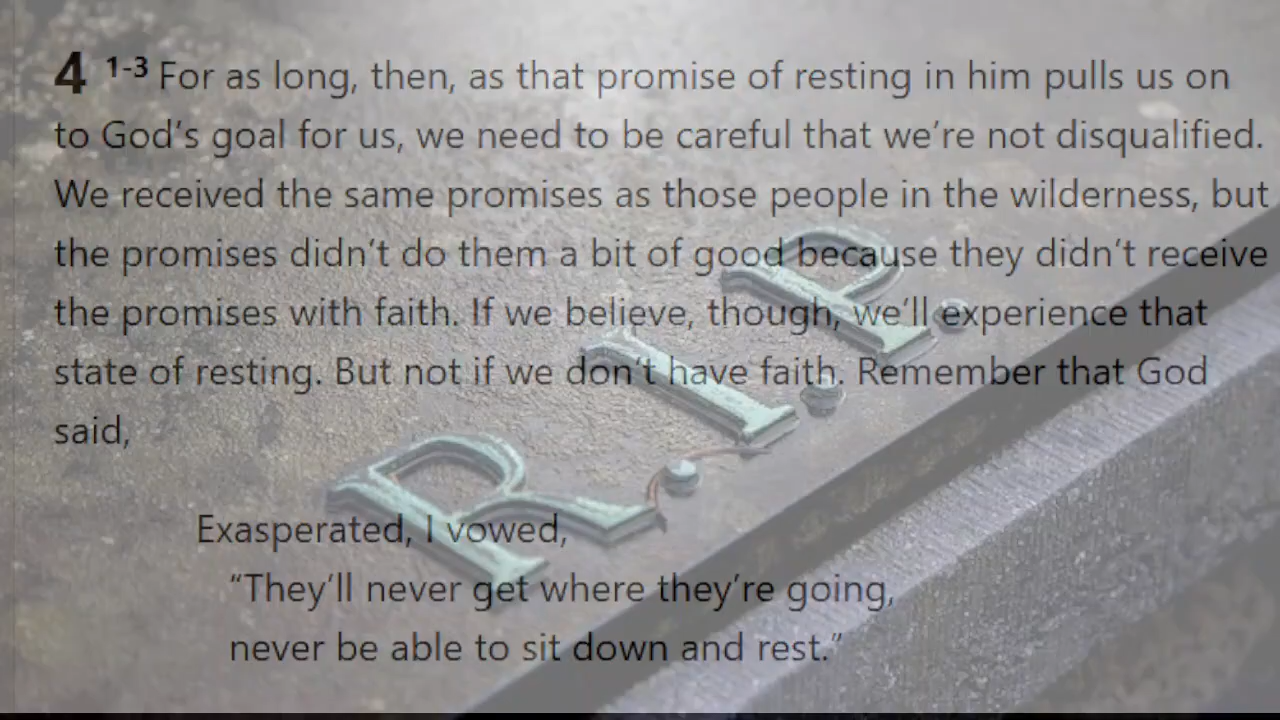 4 1-3 For as long, then, as that promise of resting in him pulls us on
to God’s goal for us, we need to be careful that we’re not disqualified.
We received the same promises as those people in the wilderness, but
the promises didn’t do them a bit of good because they didn’t receive
the promises with faith. If we believe, though, we’ll experience that
state of resting. But not if we don’t have faith. Remember that God
said,
Exasperated, I vowed,
“They’ll never get where they’re going,
never be able to sit down and rest.”
R.I.P.